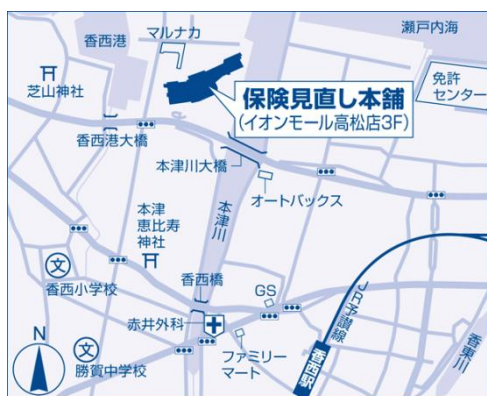 香西港
マルナカ
瀬戸内海
芝山神社
保険見直し本舗
(イオンモール高松店3F)
免許
センター
香西港大橋
本津川大橋
オートバックス
本津
恵比寿
神社
本津川
文
香西小学校
香西橋
GS
JR予讃線
赤井外科
ファミリー
マート
香西駅
香東川
N
文
勝賀中学校